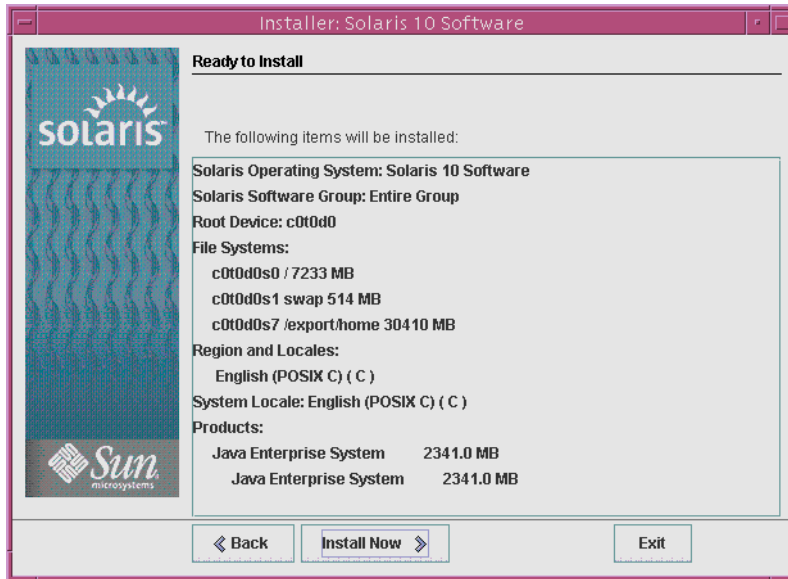 Installer: Solaris 10 Software
solaris
Ready to Install
The following items will be installed:
Solaris Operating System: Solaris 10 Software
Solaris Software Group: Entire Group
Root Device: c0t0d0
File Systems:
c0t0d0s0 / 7233 MB
c0t0d0s1 swap 514 MB
c0t0d0s7 /export/home 30410 MB
Region and Locales:
English (POSIX C) ( C )
System Locale: English (POSIX C) ( C )
Products:
Java Enterprise System 2341.0 MB
Java Enterprise System 2341.0 MB
Sun
microsystems
Back Install Now Exit